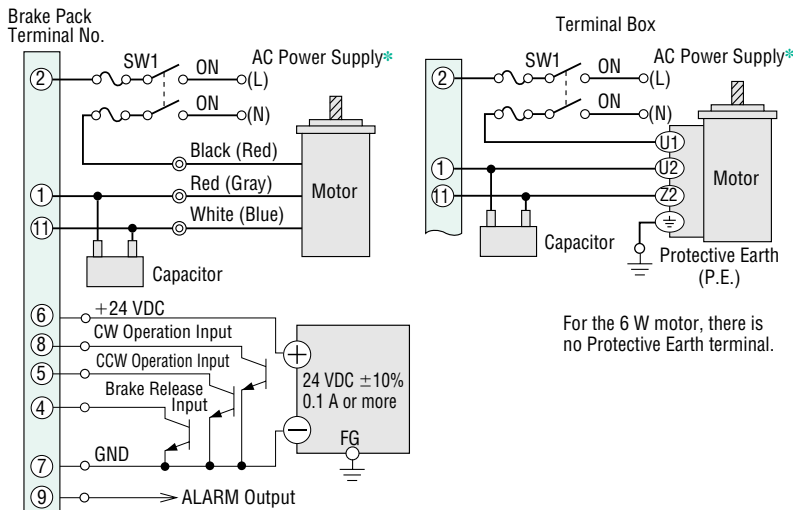 Brake Pack
Terminal No.
2
SW1
ON
(L)
AC Power Supply*
ON
(N)
Black (Red)
1
Red (Gray)
Motor
11
White (Blue)
Capacitor
6
+24 VDC
8
CW Operation Input
5
CCW Operation Input
4
Brake Release
Input
7
GND
9
ALARM Output
+
24 VDC ±10%
0.1 A or more
−
FG
Terminal Box
2
SW1
ON
(L)
AC Power Supply*
ON
(N)
U1
1
U2
11
Z2
Motor
Capacitor
Protective Earth
(P.E.)
For the 6 W motor, there is
no Protective Earth terminal.